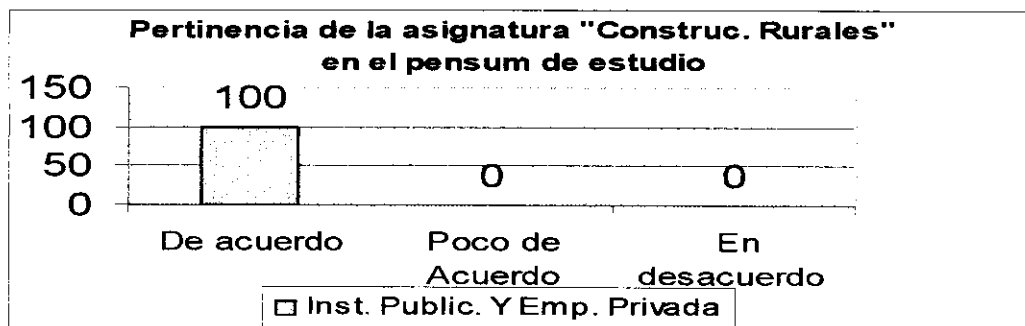 Pertinencia de la asignatura "Construc. Rurales"
en el pensum de estudio
150
100
50
0
100
0
0
De acuerdo
Poco de
Acuerdo
En
desacuerdo
Inst. Public. Y Emp. Privada